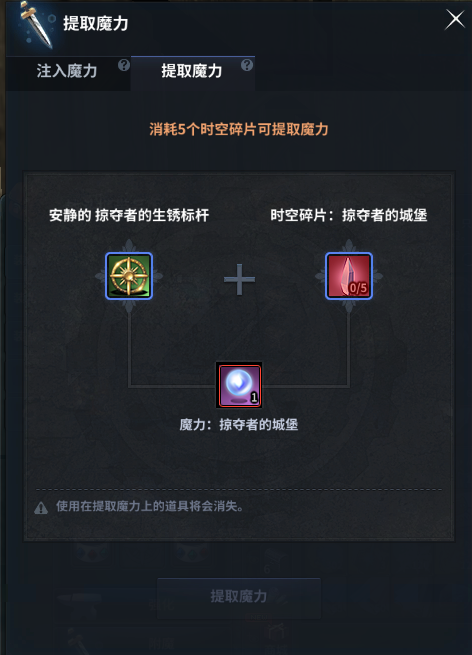 提取魔力
注入魔力 ? 提取魔力 ?
消耗5个时空碎片可提取魔力
安静的 掠夺者的生锈标杆 时空碎片：掠夺者的城堡
0/5
1
魔力：掠夺者的城堡
使用在提取魔力上的道具将会消失。
提取魔力